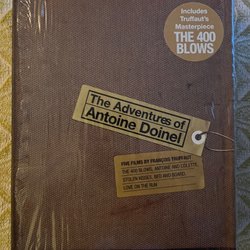 Includes
Truffaut's
Masterpiece
THE 400
BLOWS
The Adventures of
Antoine Doinel
FIVE FILMS BY FRANÇOIS TRUFFAUT
THE 400 BLOWS, ANTOINE AND COLETTE,
STOLEN KISSES, BED AND BOARD,
LOVE ON THE RUN